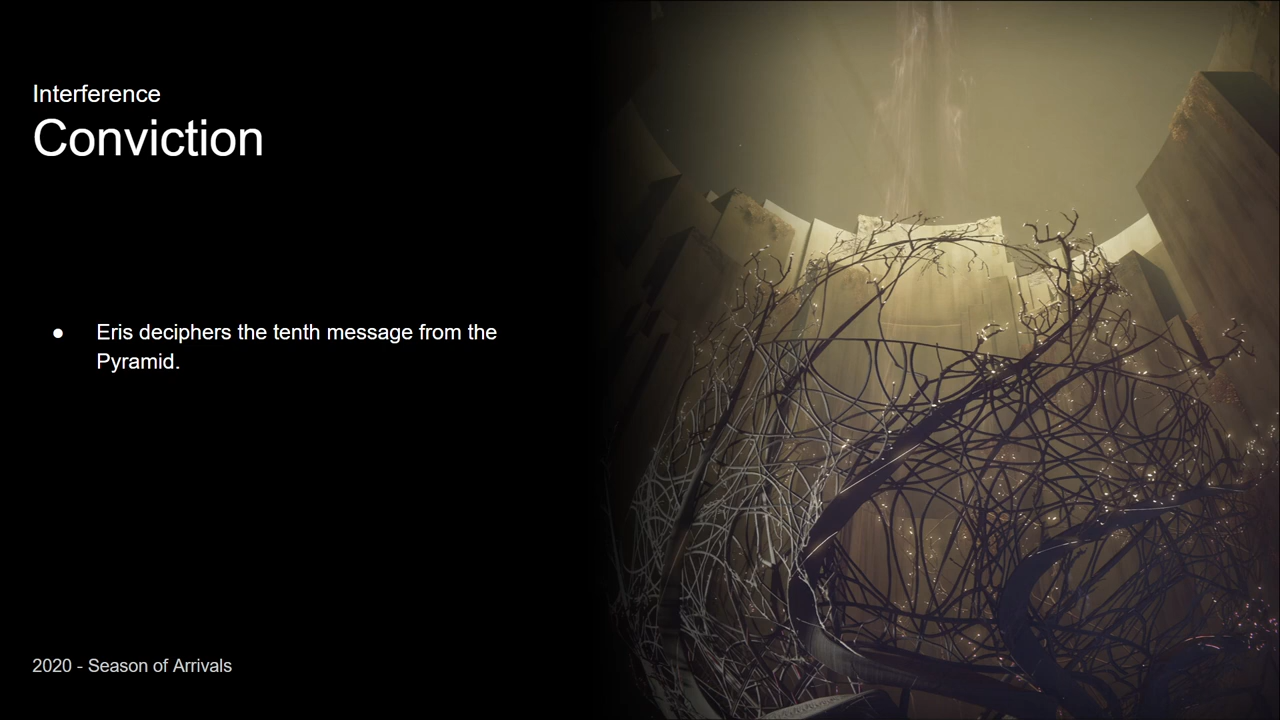 Interference
Conviction
● Eris deciphers the tenth message from the
Pyramid.
2020 - Season of Arrivals